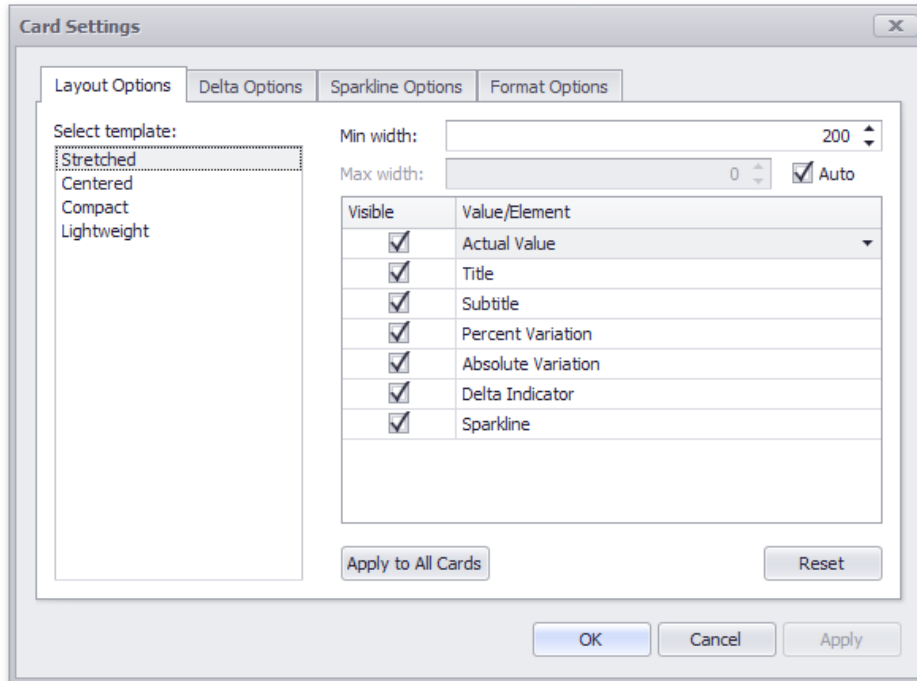 Card Settings
Layout Options Delta Options Sparkline Options Format Options
Select template:
Stretched
Centered
Compact
Lightweight
Min width: 200
Max width: 0 Auto
Visible Value/Element
Actual Value
Title
Subtitle
Percent Variation
Absolute Variation
Delta Indicator
Sparkline
Apply to All Cards Reset
OK Cancel Apply